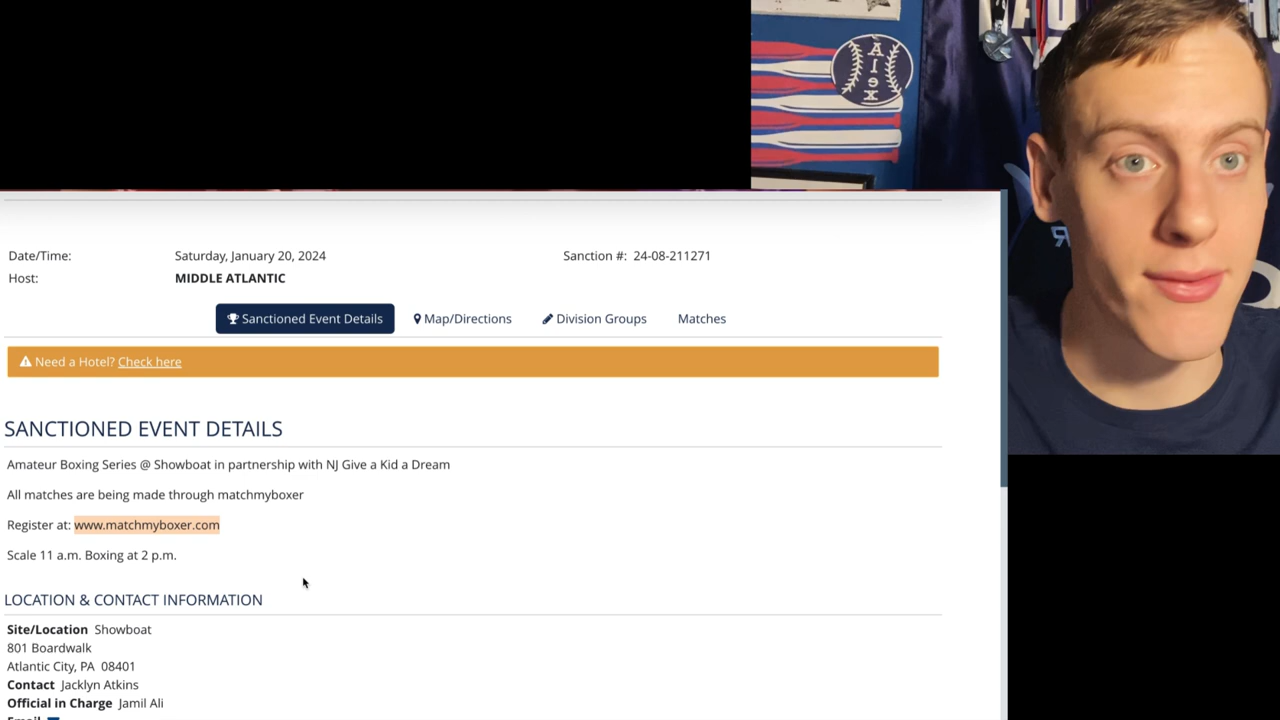 Alex
Date/Time: Saturday, January 20, 2024 Sanction #: 24-08-211271
Host: MIDDLE ATLANTIC
Sanctioned Event Details Map/Directions Division Groups Matches
Need a Hotel? Check here
SANCTIONED EVENT DETAILS
Amateur Boxing Series @ Showboat in partnership with NJ Give a Kid a Dream
All matches are being made through matchmyboxer
Register at: www.matchmyboxer.com
Scale 11 a.m. Boxing at 2 p.m.
LOCATION & CONTACT INFORMATION
Site/Location Showboat
801 Boardwalk
Atlantic City, PA 08401
Contact Jacklyn Atkins
Official in Charge Jamil Ali